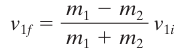 v₁f = (m₁ − m₂)/(m₁ + m₂) v₁i